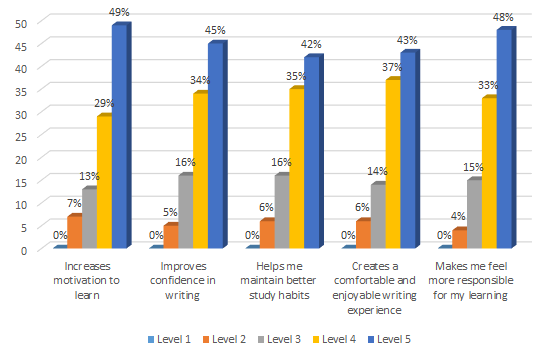 50
45
40
35
30
25
20
15
10
5
0
0% 7% 13% 29% 49%
0% 5% 16% 34% 45%
0% 6% 16% 35% 42%
0% 6% 14% 37% 43%
0% 4% 15% 33% 48%
Increases
motivation to
learn
Improves
confidence in
writing
Helps me
maintain better
study habits
Creates a
comfortable and
enjoyable writing
experience
Makes me feel
more responsible
for my learning
Level 1 Level 2 Level 3 Level 4 Level 5